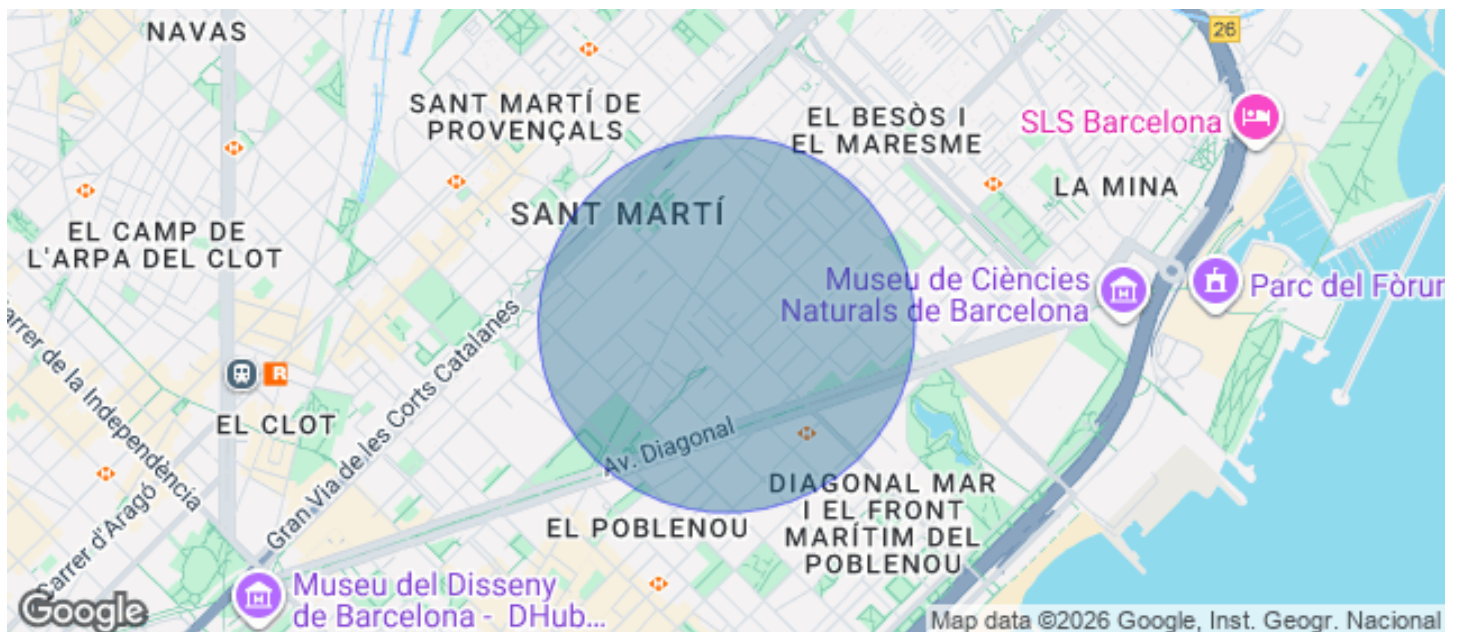 NAVAS
26
SANT MARTÍ DE
PROVENÇALS
EL BESÒS I
EL MARESME
SLS Barcelona
LA MINA
SANT MARTÍ
EL CAMP DE
L'ARPA DEL CLOT
Museu de Ciències
Naturals de Barcelona
Parc del Fòrur
Carrer de la Independència
Gran Via de les Corts Catalanes
R
EL CLOT
Av. Diagonal
Carrer d'Aragó
DIAGONAL MAR
I EL FRONT
MARÍTIM DEL
POBLENOU
EL POBLENOU
Museu del Disseny
de Barcelona - DHub...
Google
Map data ©2026 Google, Inst. Geogr. Nacional